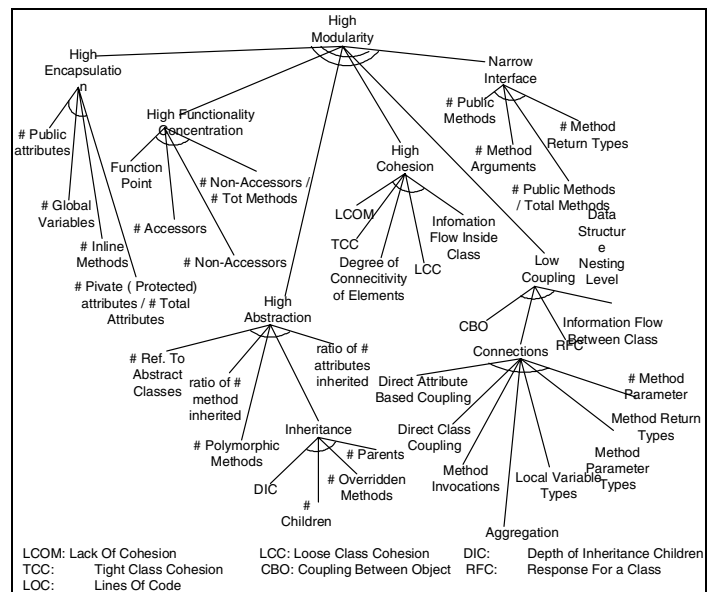 High
Modularity
High
Encapsulatio
n
Narrow
Interface
# Public
Methods
# Method
Return Types
# Method
Arguments
# Public Methods
/ Total Methods
# Public
attributes
# Global
Variables
# Inline
Methods
# Pivate ( Protected)
attributes / # Total
Attributes
High Functionality
Concentration
Function
Point
# Non-Accessors /
# Tot Methods
# Accessors
# Non-Accessors
High
Cohesion
LCOM
TCC
Degree of
Connecitivity
of Elements
LCC
Infomation
Flow Inside
Class
Data
Structur
e
Nesting
Level
Low
Coupling
CBO
RFC
Information Flow
Between Class
High
Abstraction
# Ref. To
Abstract
Classes
ratio of #
method
inherited
# Polymorphic
Methods
ratio of #
attributes
inherited
Inheritance
DIC
#
Children
# Overridden
Methods
# Parents
Connections
Direct Attribute
Based Coupling
Direct Class
Coupling
Method
Invocations
Aggregation
Local Variable
Types
Method
Parameter
Types
Method Return
Types
# Method
Parameter
LCOM: Lack Of Cohesion LCC: Loose Class Cohesion DIC: Depth of Inheritance Children
TCC: Tight Class Cohesion CBO: Coupling Between Object RFC: Response For a Class
LOC: Lines Of Code